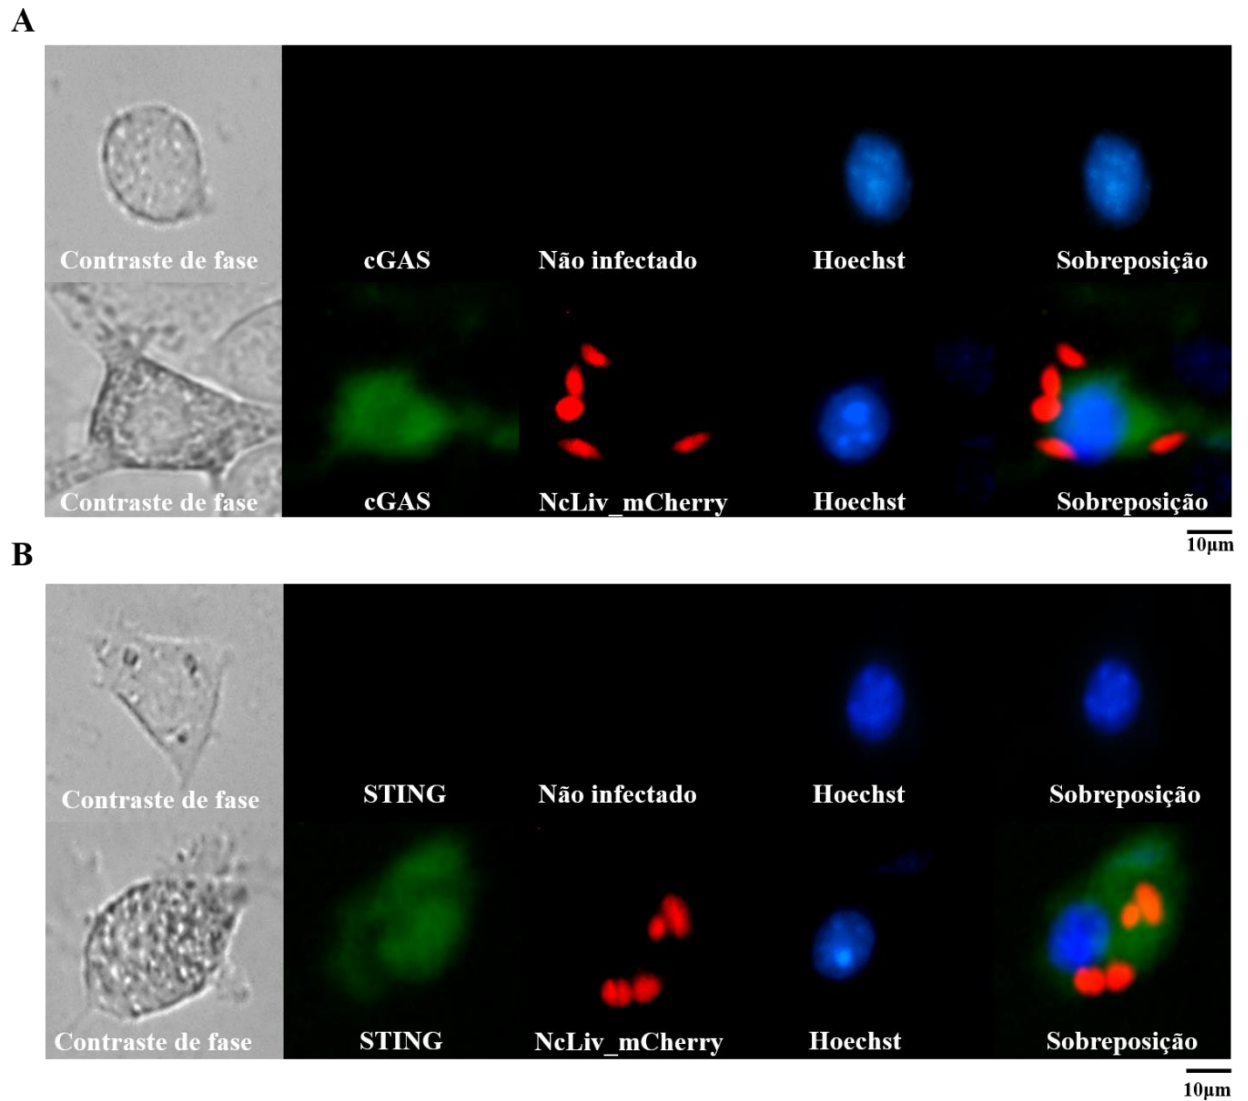 A
Contraste de fase cGAS Não infectado Hoechst Sobreposição
Contraste de fase cGAS NcLiv_mCherry Hoechst Sobreposição
10µm
B
Contraste de fase STING Não infectado Hoechst Sobreposição
Contraste de fase STING NcLiv_mCherry Hoechst Sobreposição
10µm